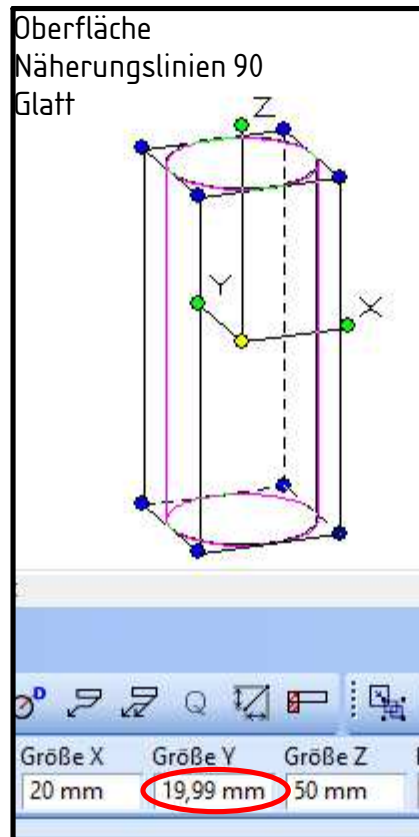 Oberfläche
Näherungslinien 90
Glatt
Z
Y
X
D
Q
Größe X Größe Y Größe Z
20 mm 19,99 mm 50 mm